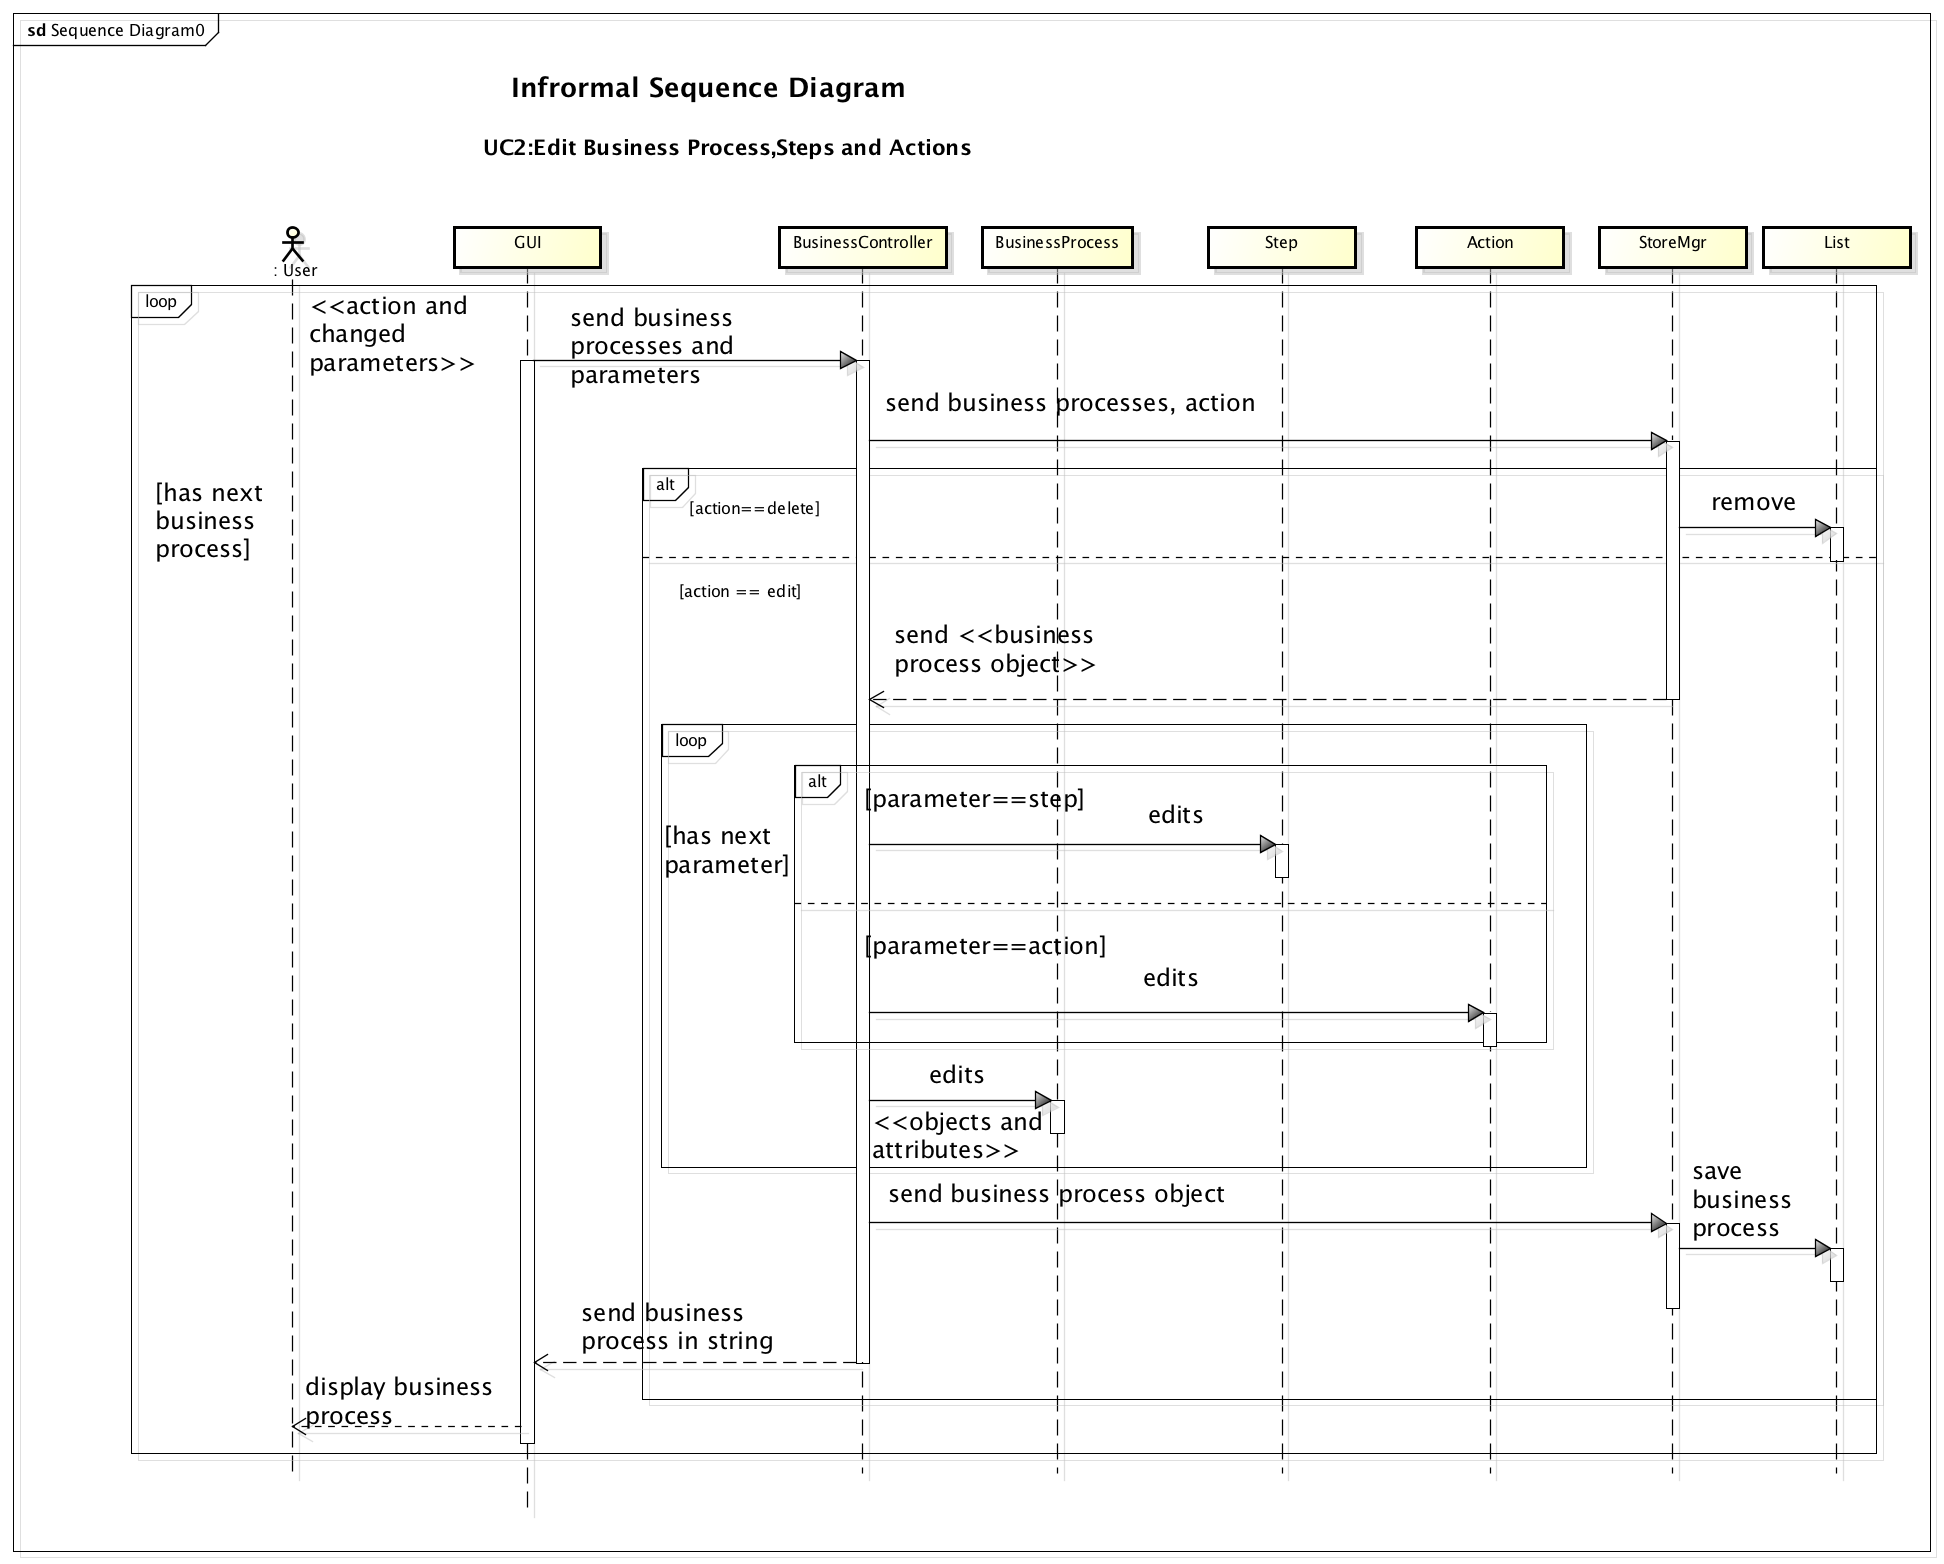 sd Sequence Diagram0
Infrormal Sequence Diagram
UC2:Edit Business Process,Steps and Actions
: User
GUI
BusinessController
BusinessProcess
Step
Action
StoreMgr
List
loop
<<action and
changed
parameters>>
send business
processes and
parameters
send business processes, action
[has next
business
process]
alt
[action==delete]
remove
[action == edit]
send <<business
process object>>
loop
alt
[parameter==step]
edits
[has next
parameter]
[parameter==action]
edits
edits
<<objects and
attributes>>
send business process object
save
business
process
send business
process in string
display business
process